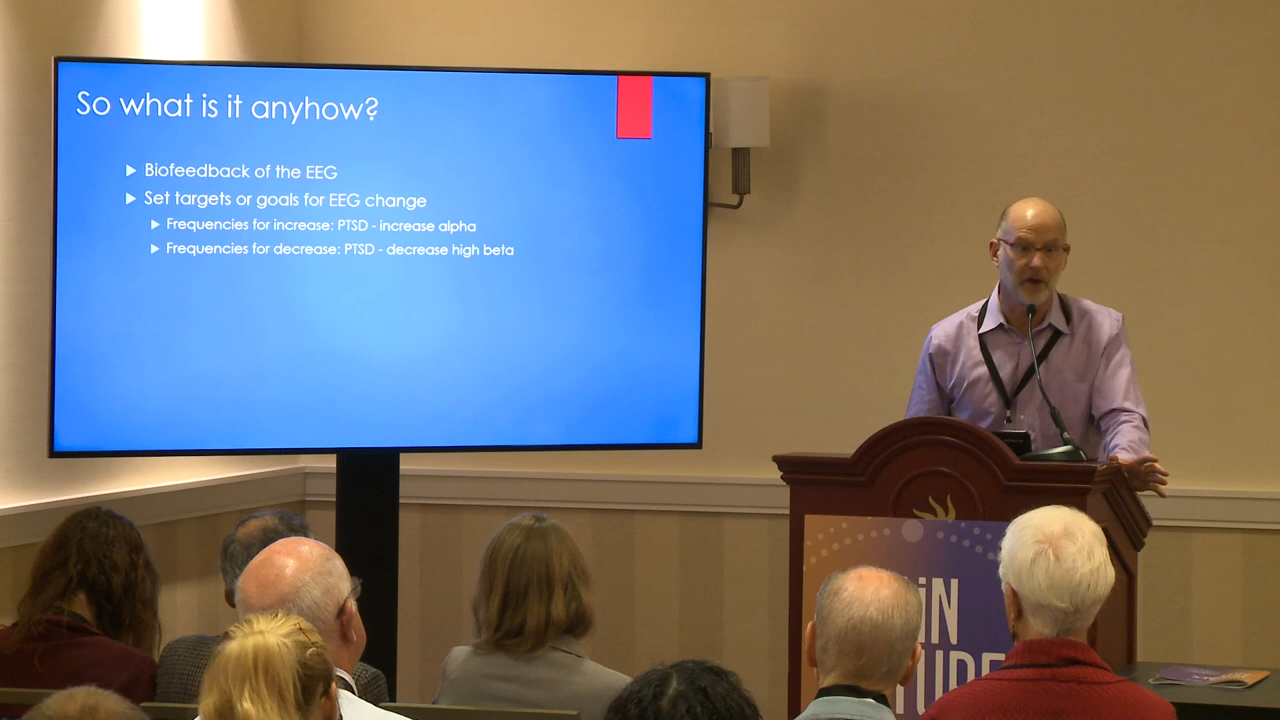 So what is it anyhow?
Biofeedback of the EEG
Set targets or goals for EEG change
Frequencies for increase: PTSD - increase alpha
Frequencies for decrease: PTSD - decrease high beta